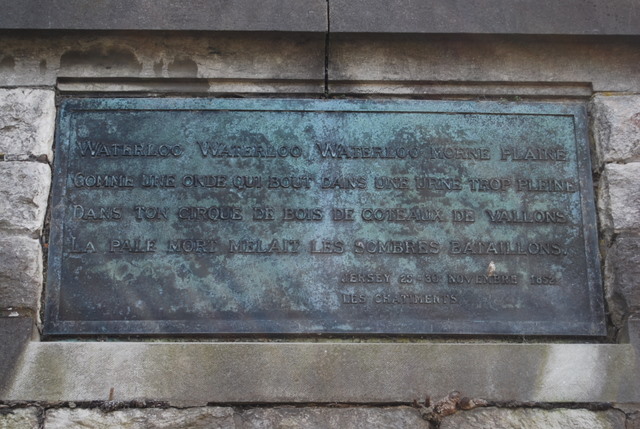 WATERLOO WATERLOO, WATERLOO MORNE PLAINE
COMME UNE ONDE QUI BOUT DANS UNE URNE TROP PLEINE
DANS TON CIRQUE DE BOIS DE COTEAUX DE VALLONS
LA PALE MORT MELAIT LES SOMBRES BATAILLONS.
JERSEY 25-30 NOVEMBRE 1852
LES CHATIMENTS